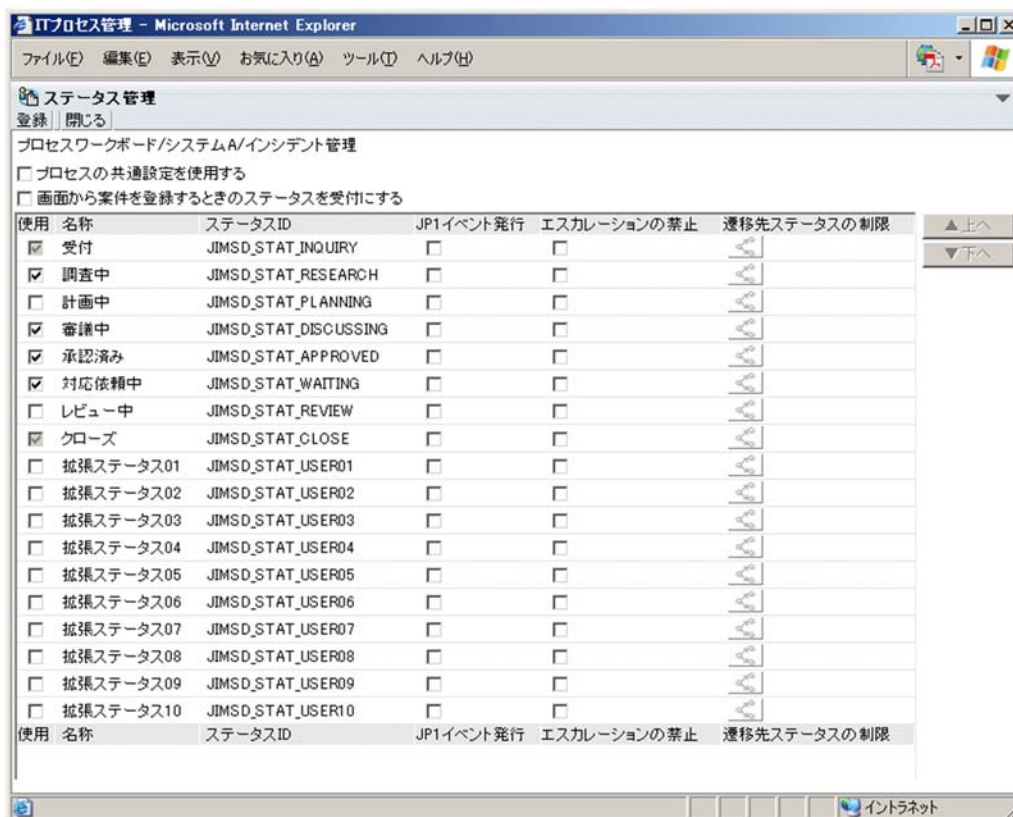 ITプロセス管理 - Microsoft Internet Explorer
ファイル(F) 編集(E) 表示(V) お気に入り(A) ツール(T) ヘルプ(H)
ステータス管理
登録 閉じる
プロセスワークボード/システムA/インシデント管理
プロセスの共通設定を使用する
画面から案件を登録するときのステータスを受付にする
使用 名称 ステータスID JP1イベント発行 エスカレーションの禁止 遷移先ステータスの制限 ▲上へ
受付 JIMSD_STAT_INQUIRY ▼下へ
調査中 JIMSD_STAT_RESEARCH
計画中 JIMSD_STAT_PLANNING
審議中 JIMSD_STAT_DISCUSSING
承認済み JIMSD_STAT_APPROVED
対応依頼中 JIMSD_STAT_WAITING
レビュー中 JIMSD_STAT_REVIEW
クローズ JIMSD_STAT_CLOSE
拡張ステータス01 JIMSD_STAT_USER01
拡張ステータス02 JIMSD_STAT_USER02
拡張ステータス03 JIMSD_STAT_USER03
拡張ステータス04 JIMSD_STAT_USER04
拡張ステータス05 JIMSD_STAT_USER05
拡張ステータス06 JIMSD_STAT_USER06
拡張ステータス07 JIMSD_STAT_USER07
拡張ステータス08 JIMSD_STAT_USER08
拡張ステータス09 JIMSD_STAT_USER09
拡張ステータス10 JIMSD_STAT_USER10
使用 名称 ステータスID JP1イベント発行 エスカレーションの禁止 遷移先ステータスの制限
イントラネット